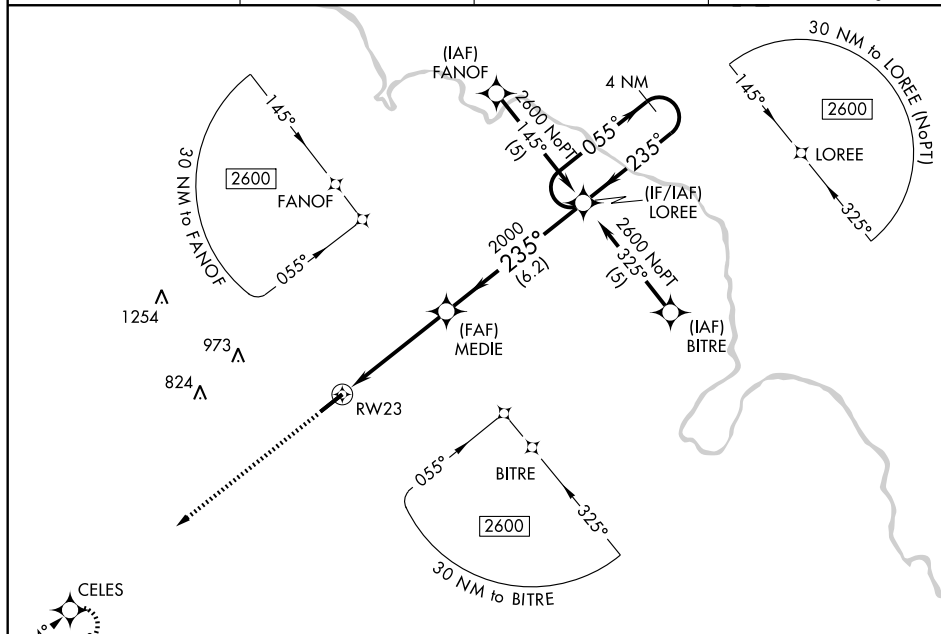 (IAF)
FANOF
4 NM
30 NM to LOREE (NoPT)
145°
2600
LOREE
325°
145°
2600
FANOF
30 NM to FANOF
055°
2600 NoPT
145°
(5)
055°
235°
(IF/IAF)
LOREE
2000
235°
(6.2)
2600 NoPT
325°
(5)
(IAF)
BITRE
(FAF)
MEDIE
1254
973
824
RW23
055°
BITRE
325°
2600
30 NM to BITRE
CELES